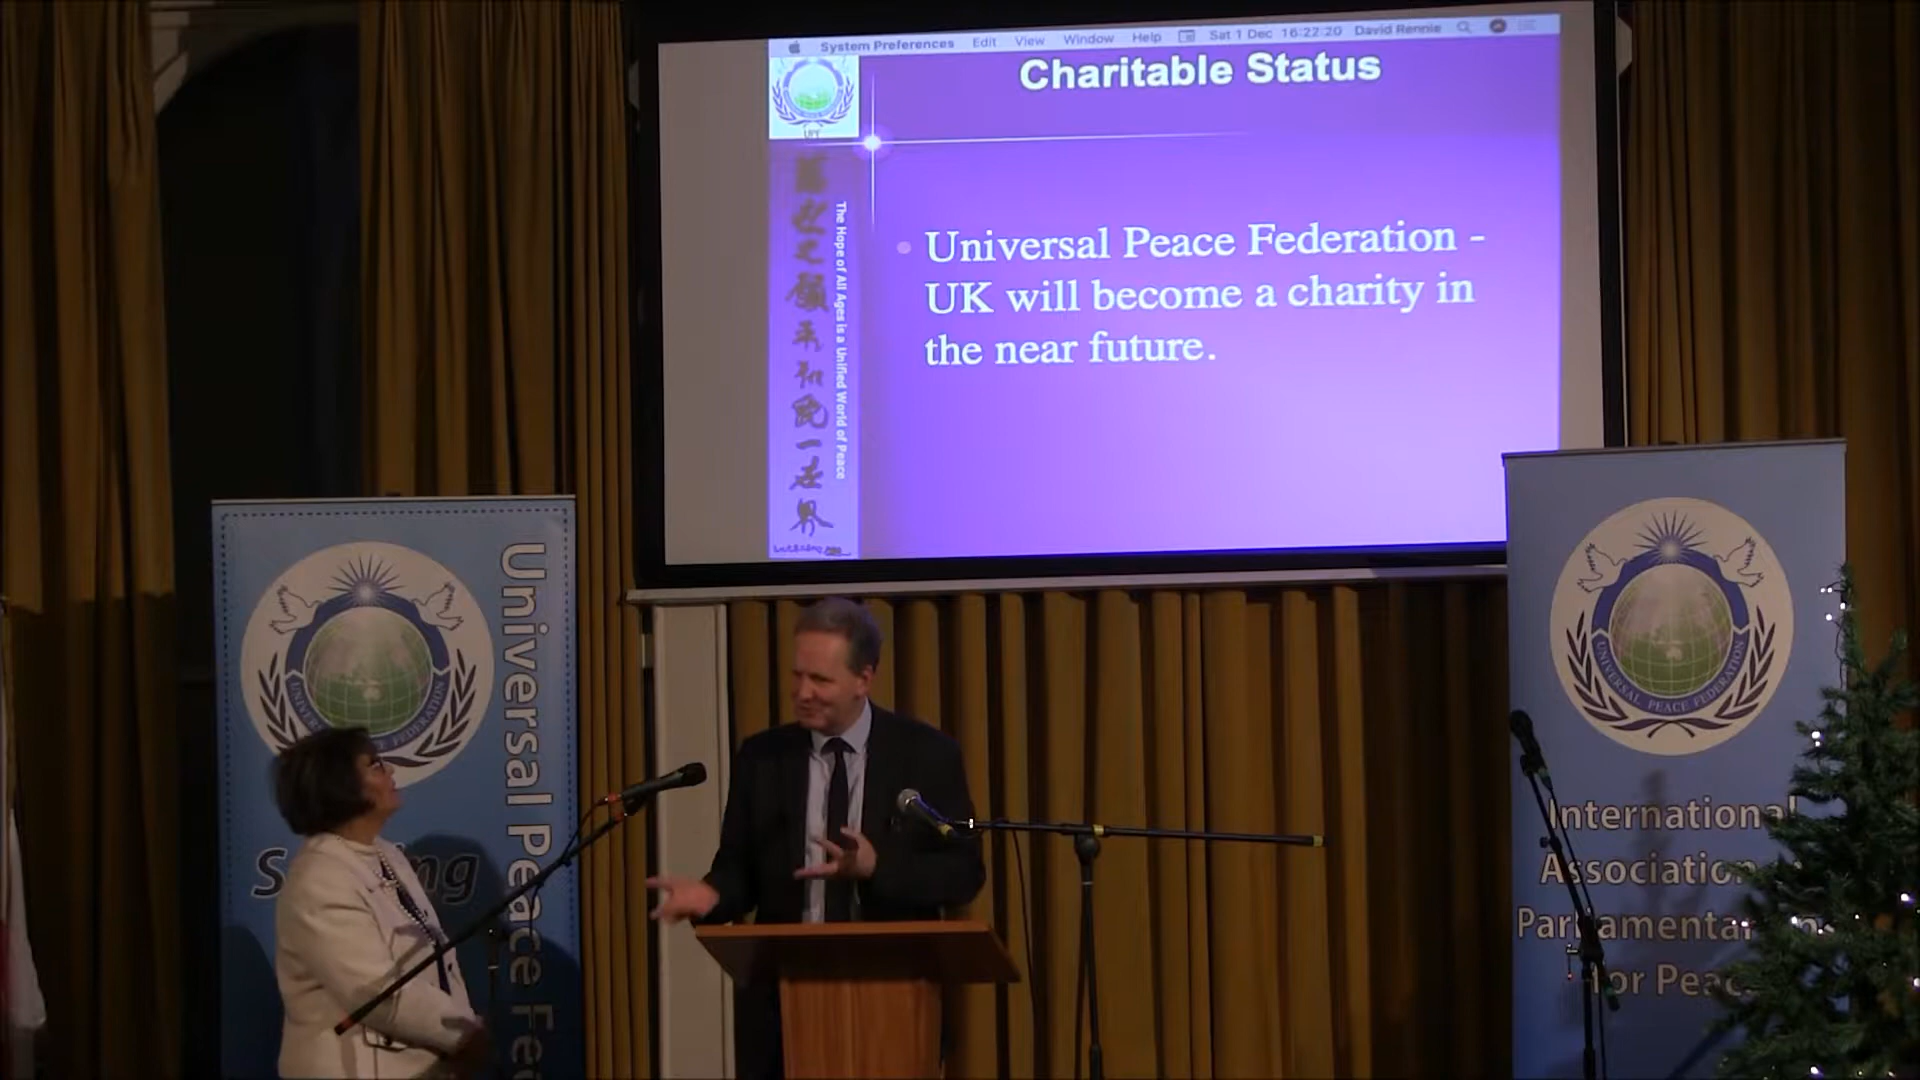 System Preferences Edit View Window Help Sat 1 Dec 16:22:20 David Rennie
Charitable Status
UPF
The Hope of All Ages is a Unified World of Peace
Universal Peace Federation -
UK will become a charity in
the near future.
Universal Peace Fe
FEDERATION
UNIVERSAL PEACE FEDERATION
International
Association
for Peac